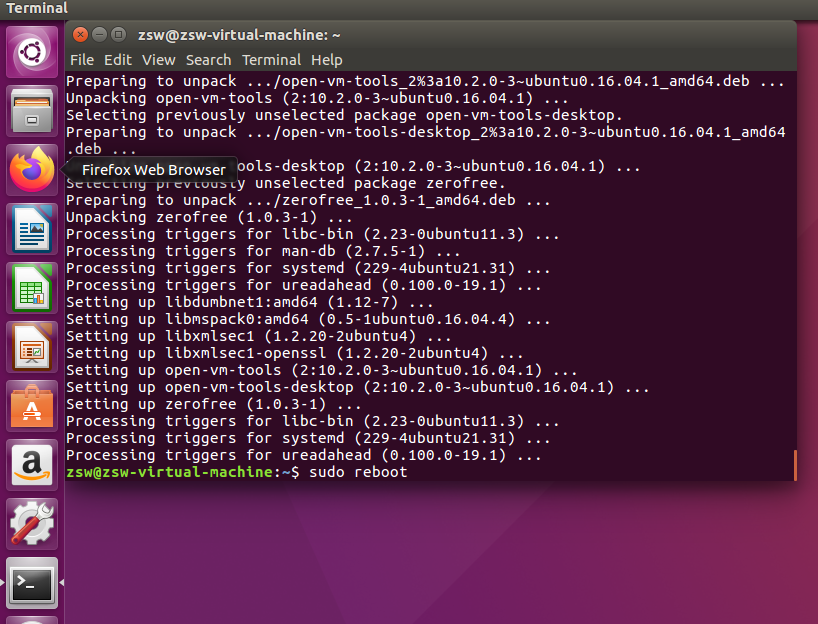 Terminal
zsw@zsw-virtual-machine: ~
File Edit View Search Terminal Help
Preparing to unpack .../open-vm-tools_2%3a10.2.0-3~ubuntu0.16.04.1_amd64.deb ...
Unpacking open-vm-tools (2:10.2.0-3~ubuntu0.16.04.1) ...
Selecting previously unselected package open-vm-tools-desktop.
Preparing to unpack .../open-vm-tools-desktop_2%3a10.2.0-3~ubuntu0.16.04.1_amd64
.deb ...
Firefox Web Browser
ools-desktop (2:10.2.0-3~ubuntu0.16.04.1) ...
Selecting previously unselected package zerofree.
Preparing to unpack .../zerofree_1.0.3-1_amd64.deb ...
Unpacking zerofree (1.0.3-1) ...
Processing triggers for libc-bin (2.23-0ubuntu11.3) ...
Processing triggers for man-db (2.7.5-1) ...
Processing triggers for systemd (229-4ubuntu21.31) ...
Processing triggers for ureadahead (0.100.0-19.1) ...
Setting up libdumbnet1:amd64 (1.12-7) ...
Setting up libmspack0:amd64 (0.5-1ubuntu0.16.04.4) ...
Setting up libxmlsec1 (1.2.20-2ubuntu4) ...
Setting up libxmlsec1-openssl (1.2.20-2ubuntu4) ...
Setting up open-vm-tools (2:10.2.0-3~ubuntu0.16.04.1) ...
Setting up open-vm-tools-desktop (2:10.2.0-3~ubuntu0.16.04.1) ...
Setting up zerofree (1.0.3-1) ...
Processing triggers for libc-bin (2.23-0ubuntu11.3) ...
Processing triggers for systemd (229-4ubuntu21.31) ...
Processing triggers for ureadahead (0.100.0-19.1) ...
zsw@zsw-virtual-machine:~$ sudo reboot